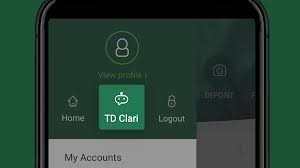 View profile ›
Home
TD Clari
Logout
DEPOSIT
My Accounts